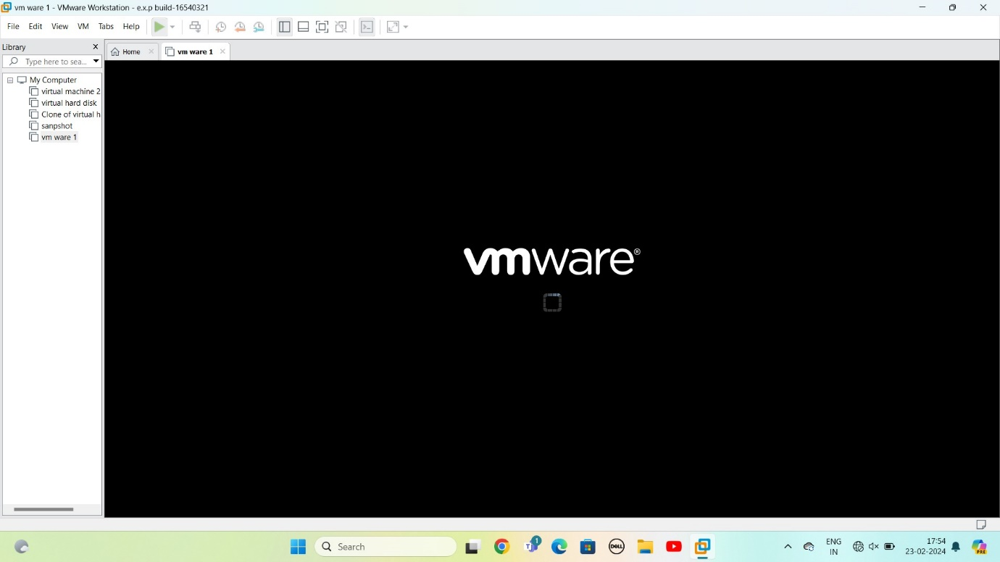 vm ware 1 - VMware Workstation - e.x.p build-16540321
File Edit View VM Tabs Help
Library
Type here to sea...
Home
vm ware 1
My Computer
virtual machine 2
virtual hard disk
Clone of virtual h
sanpshot
vm ware 1
vmware®
Search
T
1
DELL
ENG
IN
17:54
23-02-2024
PRE